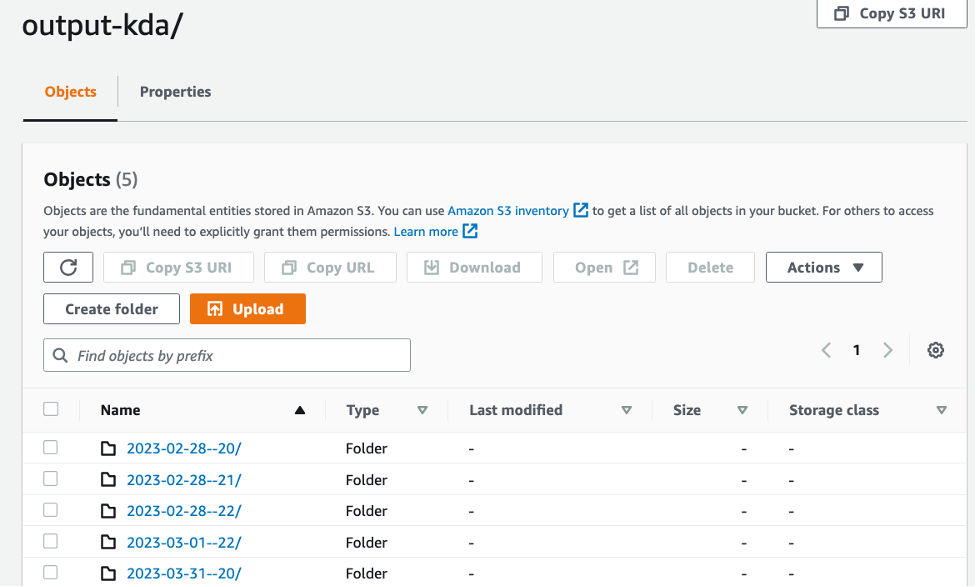 output-kda/
Copy S3 URI
Objects
Properties
Objects (5)
Objects are the fundamental entities stored in Amazon S3. You can use Amazon S3 inventory to get a list of all objects in your bucket. For others to access
your objects, you'll need to explicitly grant them permissions. Learn more
Copy S3 URI Copy URL Download Open Delete Actions
Create folder Upload
Find objects by prefix
1
Name Type Last modified Size Storage class
2023-02-28--20/ Folder - - -
2023-02-28--21/ Folder - - -
2023-02-28--22/ Folder - - -
2023-03-01--22/ Folder - - -
2023-03-31--20/ Folder - - -